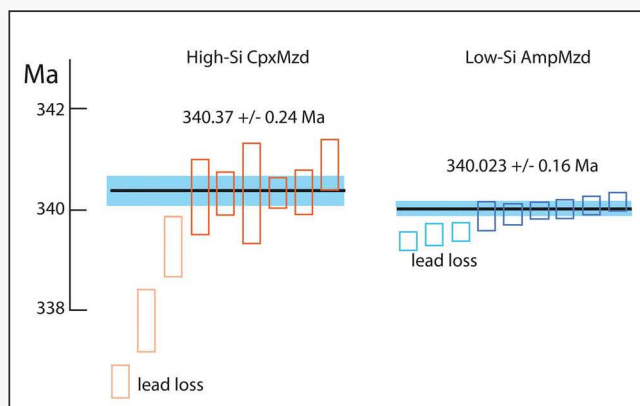 High-Si CpxMzd
Low-Si AmpMzd
Ma
342
340.37 +/- 0.24 Ma
340.023 +/- 0.16 Ma
340
lead loss
338
lead loss